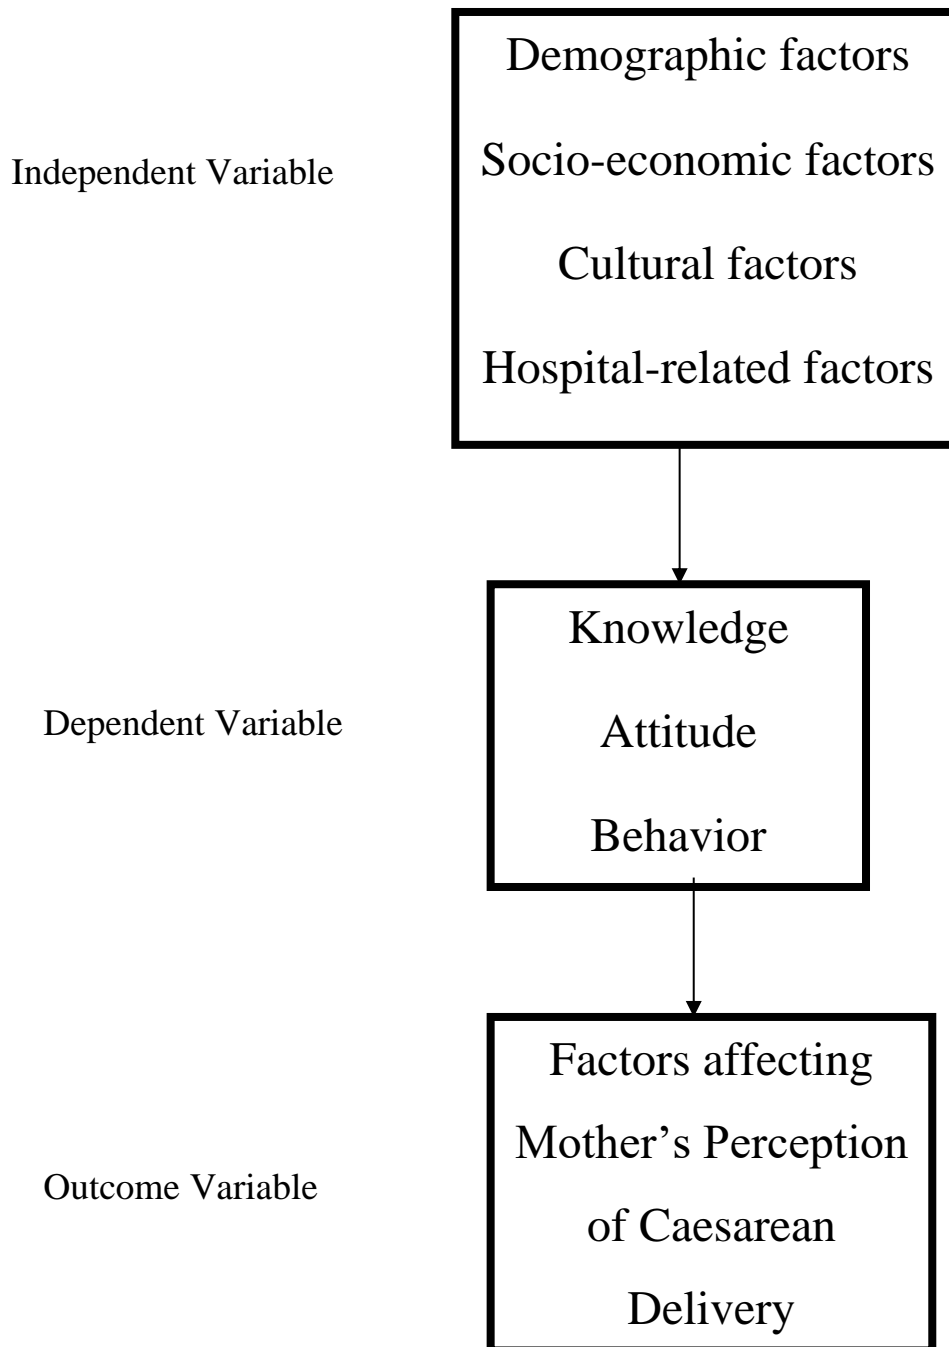 Demographic factors
Independent Variable
Socio-economic factors
Cultural factors
Hospital-related factors
Knowledge
Dependent Variable
Attitude
Behavior
Factors affecting
Mother’s Perception
Outcome Variable
of Caesarean
Delivery